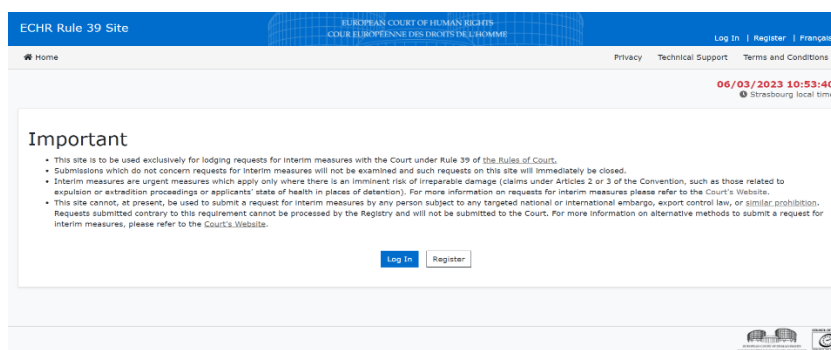 ECHR Rule 39 Site
EUROPEAN COURT OF HUMAN RIGHTS
COUR EUROPÉENNE DES DROITS DE L'HOMME
Log In | Register | Français
Home
Privacy Technical Support Terms and Conditions
06/03/2023 10:53:40
Strasbourg local time
Important
• This site is to be used exclusively for lodging requests for interim measures with the Court under Rule 39 of the Rules of Court.
• Submissions which do not concern requests for interim measures will not be examined and such requests on this site will immediately be closed.
• Interim measures are urgent measures which apply only where there is an imminent risk of irreparable damage (claims under Articles 2 or 3 of the Convention, such as those related to
expulsion or extradition proceedings or applicants' state of health in places of detention). For more information on requests for interim measures please refer to the Court's Website.
• This site cannot, at present, be used to submit a request for interim measures by any person subject to any targeted national or international embargo, export control law, or similar prohibition.
Requests submitted contrary to this requirement cannot be processed by the Registry and will not be submitted to the Court. For more information on alternative methods to submit a request for
interim measures, please refer to the Court's Website.
Log In Register